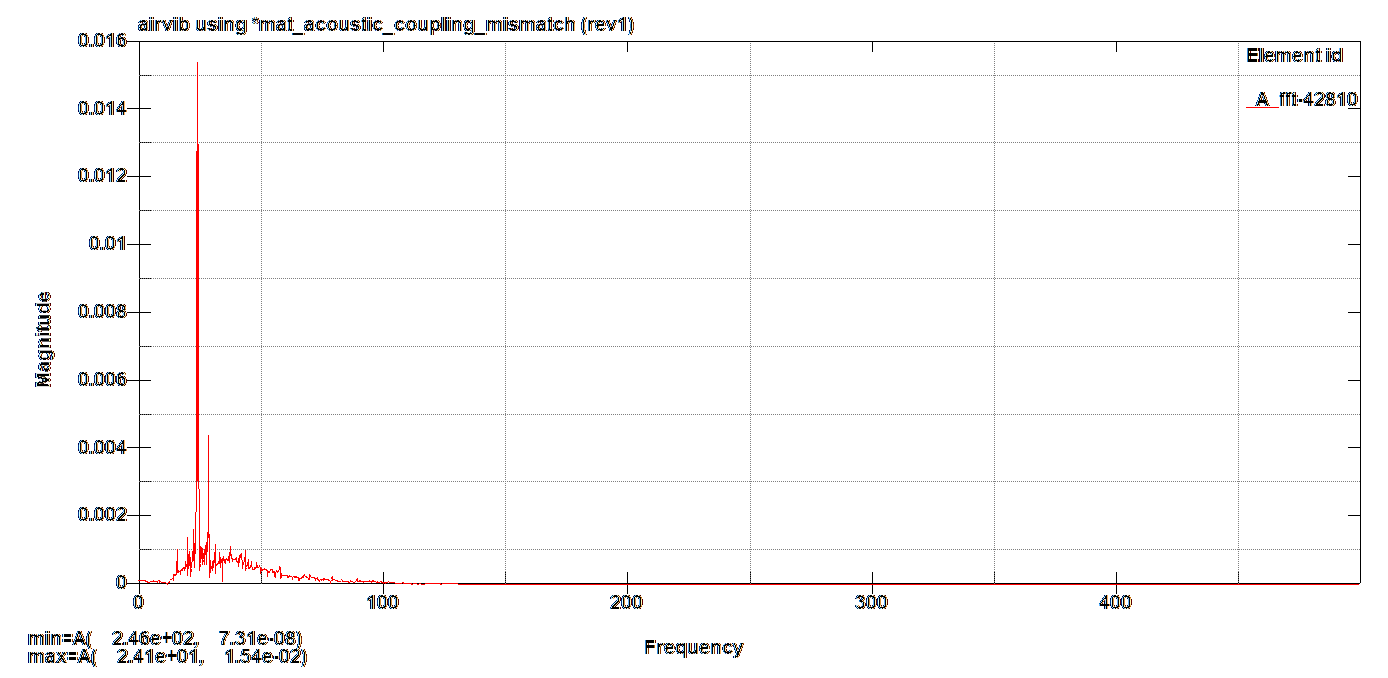 airvib using *mat_acoustic_coupling_mismatch (rev1)
Element id
_A_fft-42810
0.016
0.014
0.012
0.01
0.008
0.006
0.004
0.002
0
Magnitude
0 100 200 300 400
Frequency
min=A( 2.46e+02, 7.31e-08)
max=A( 2.41e+01, 1.54e-02)